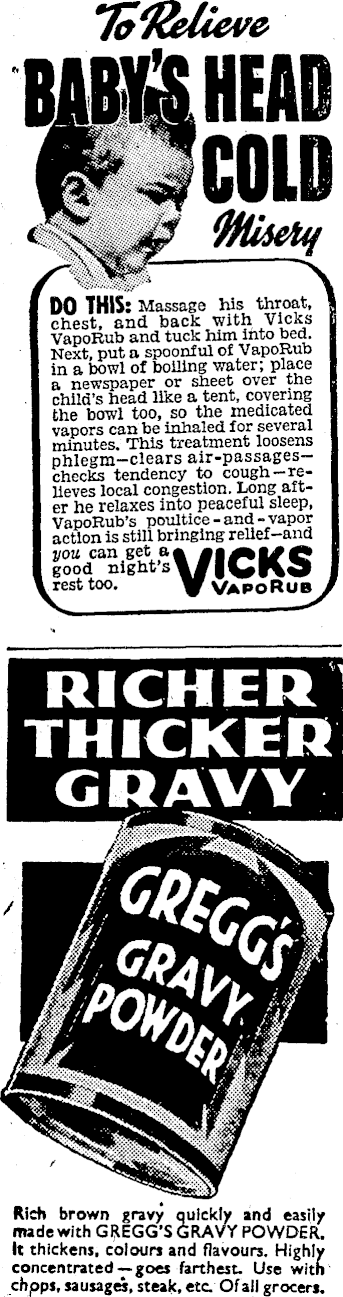 To Relieve
BABY'S HEAD
COLD
Misery
DO THIS: Massage his throat,
chest, and back with Vicks
VapoRub and tuck him into bed.
Next, put a spoonful of VapoRub
in a bowl of boiling water; place
a newspaper or sheet over the
child's head like a tent, covering
the bowl too, so the medicated
vapors can be inhaled for several
minutes. This treatment loosens
phlegm—clears air-passages—
checks tendency to cough—re-
lieves local congestion. Long aft-
er he relaxes into peaceful sleep,
VapoRub's poultice-and-vapor
action is still bringing relief—and
you can get a
good night's
rest too.
VICKS
VAPORUB
RICHER
THICKER
GRAVY
GREGG'S
GRAVY
POWDER
Rich brown gravy quickly and easily
made with GREGG'S GRAVY POWDER.
It thickens, colours and flavours. Highly
concentrated—goes farthest. Use with
chops, sausages, steak, etc. Of all grocers.